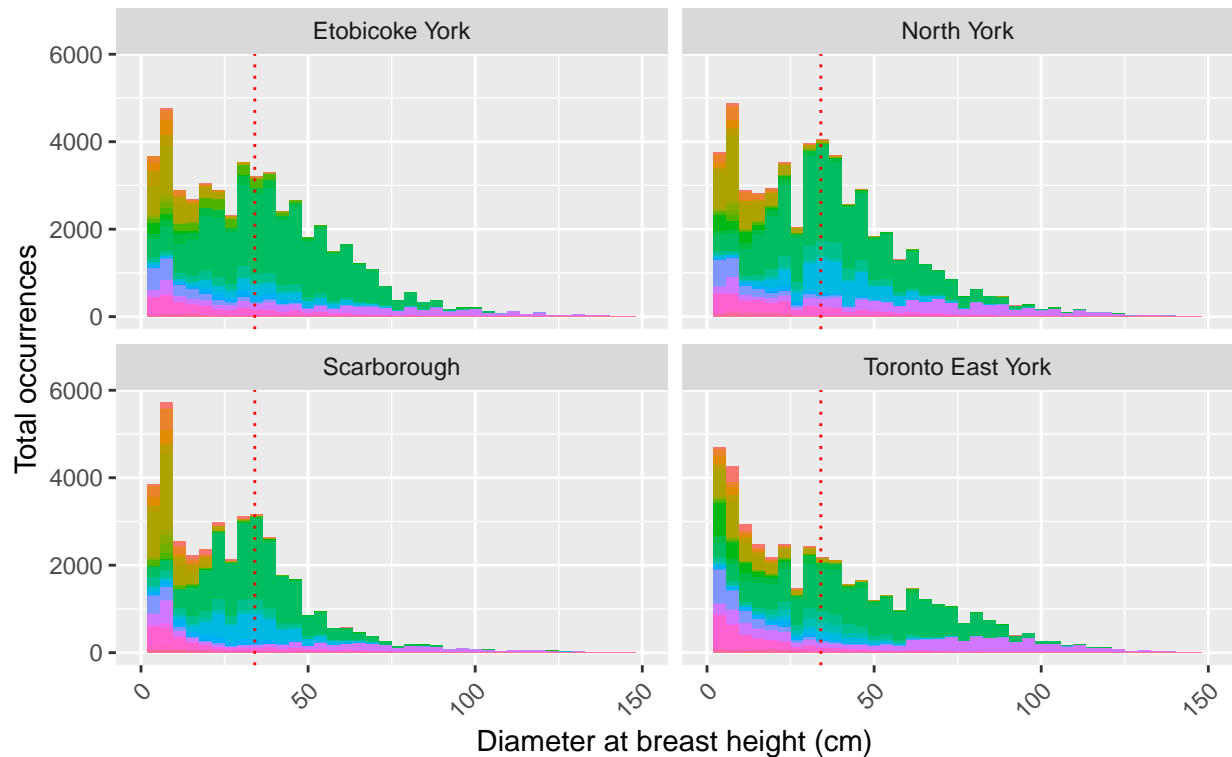 Etobicoke York
North York
6000
4000
2000
0
Scarborough
Toronto East York
6000
4000
2000
0
Total occurrences
0
50
100
150
0
50
100
150
Diameter at breast height (cm)